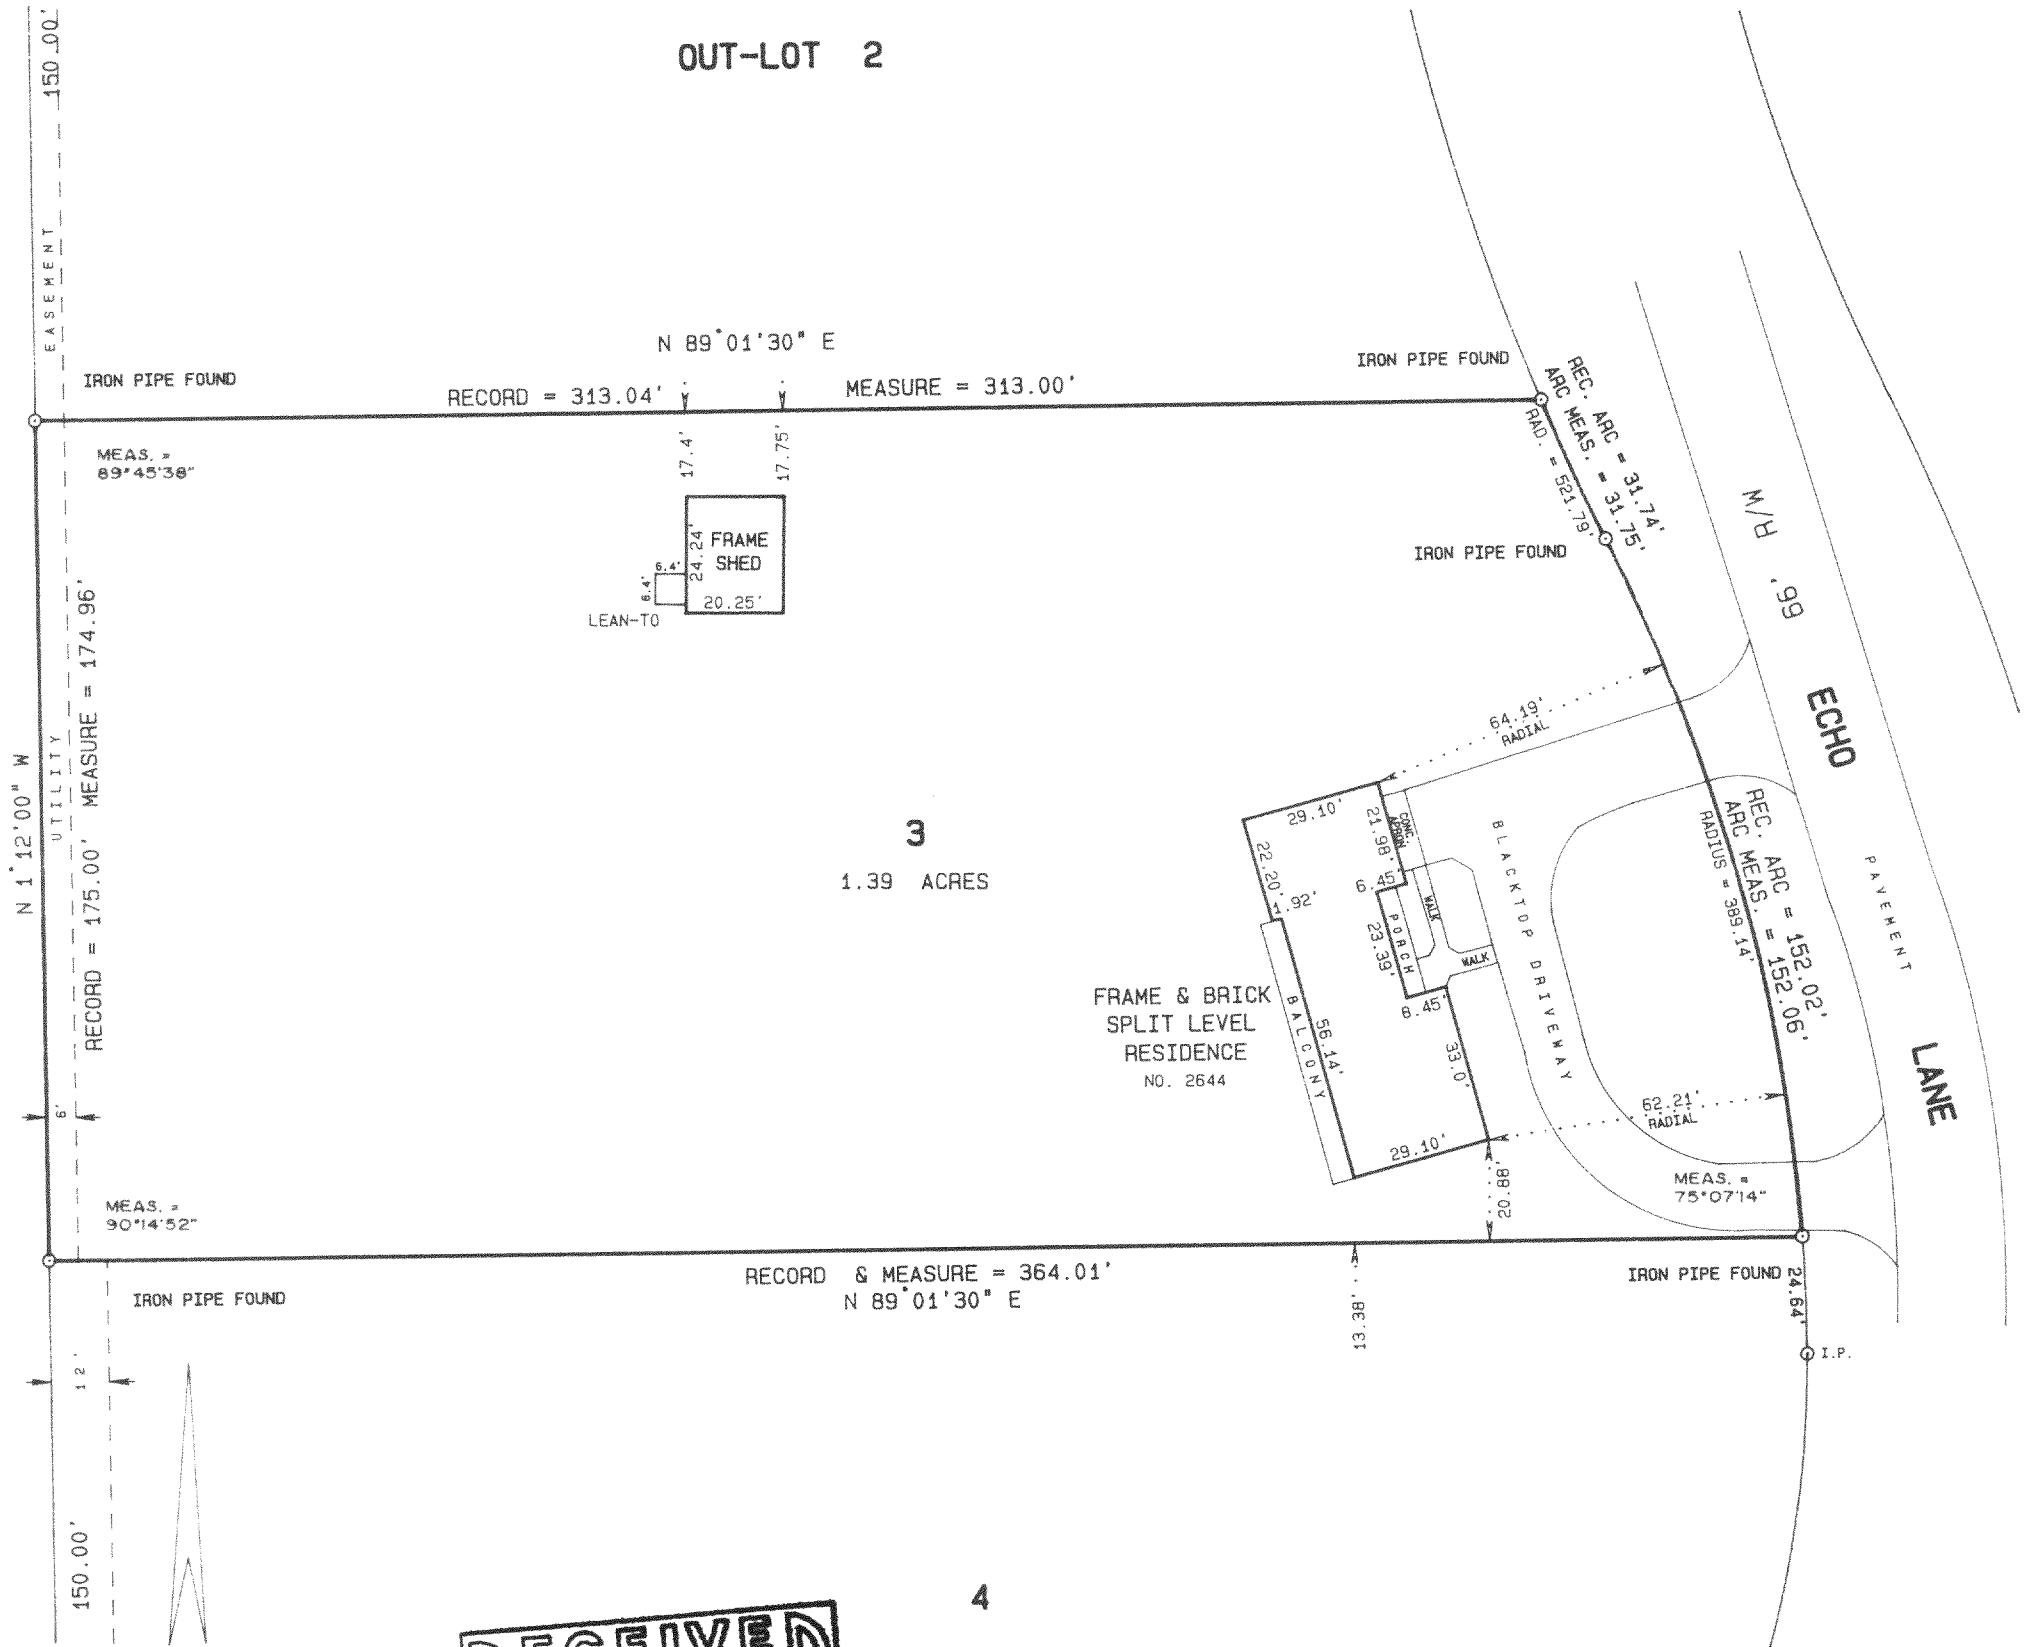 150.00'
OUT-LOT 2
EASEMENT
N 89°01'30" E
IRON PIPE FOUND
RECORD = 313.04'
MEASURE = 313.00'
IRON PIPE FOUND
REC. ARC = 31.74'
ARC MEAS. = 31.75'
RAD. = 521.79'
MEAS. =
89°45'38"
17.4'
17.75'
IRON PIPE FOUND
66' R/W
FRAME
SHED
24.24'
20.25'
6.4'
6.4'
LEAN-TO
N 1°12'00" W
UTILITY
RECORD = 175.00' MEASURE = 174.96'
64.19'
RADIAL
ECHO
LANE
PAVEMENT
3
1.39 ACRES
29.10'
21.98'
CONC.
APRON
22.20'
1.92'
6.45'
WALK
PORCH
23.39'
WALK
6.45'
BLACKTOP DRIVEWAY
REC. ARC = 152.02'
ARC MEAS. = 152.06'
RADIUS = 389.14'
FRAME & BRICK
SPLIT LEVEL
RESIDENCE
NO. 2644
BALCONY
56.14'
33.0'
62.21'
RADIAL
29.10'
20.88'
6'
MEAS. =
75°07'14"
MEAS. =
90°14'52"
RECORD & MEASURE = 364.01'
N 89°01'30" E
IRON PIPE FOUND
IRON PIPE FOUND
24.64'
13.38'
I.P.
12'
150.00'
4
RECEIVED